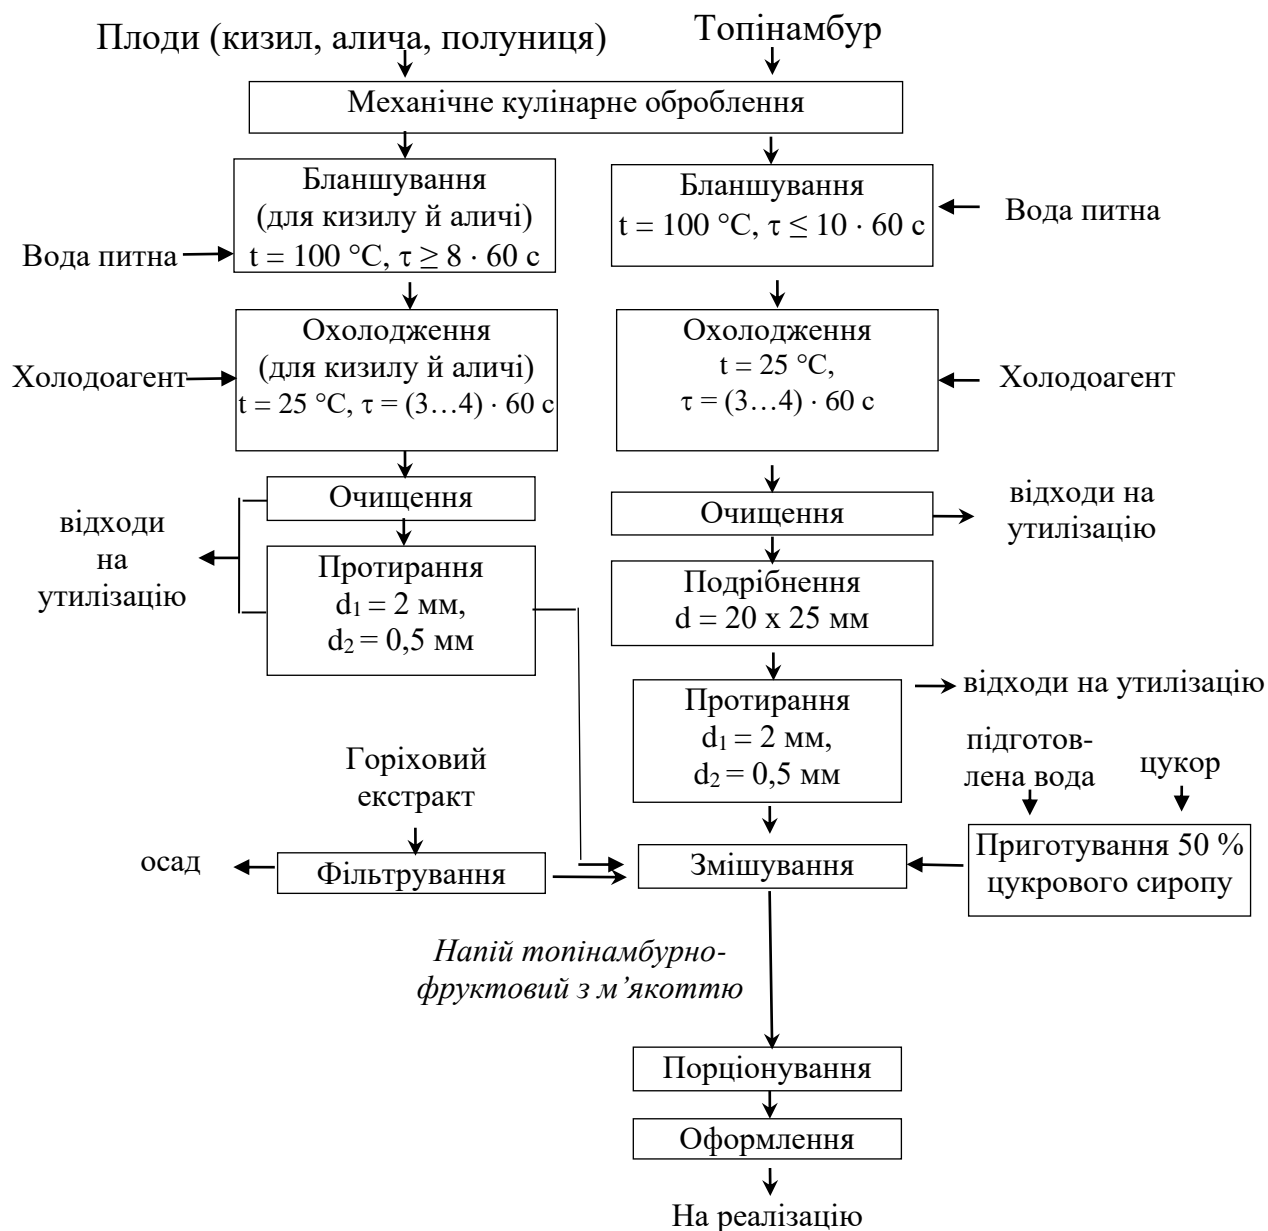 Плоди (кизил, алича, полуниця)
Топінамбур
Механічне кулінарне оброблення
Бланшування
(для кизилу й аличі)
t = 100 °C, τ ≥ 8 · 60 с
Вода питна
Бланшування
t = 100 °C, τ ≤ 10 · 60 с
Вода питна
Охолодження
(для кизилу й аличі)
t = 25 °C, τ = (3…4) · 60 с
Холодоагент
Охолодження
t = 25 °C,
τ = (3…4) · 60 с
Холодоагент
Очищення
відходи
на
утилізацію
Очищення
відходи на
утилізацію
Протирання
d₁ = 2 мм,
d₂ = 0,5 мм
Подрібнення
d = 20 x 25 мм
Протирання
d₁ = 2 мм,
d₂ = 0,5 мм
відходи на утилізацію
Горіховий
екстракт
підготов-
лена вода
цукор
осад
Фільтрування
Змішування
Приготування 50 %
цукрового сиропу
Напій топінамбурно-
фруктовий з м’якоттю
Порціонування
Оформлення
На реалізацію